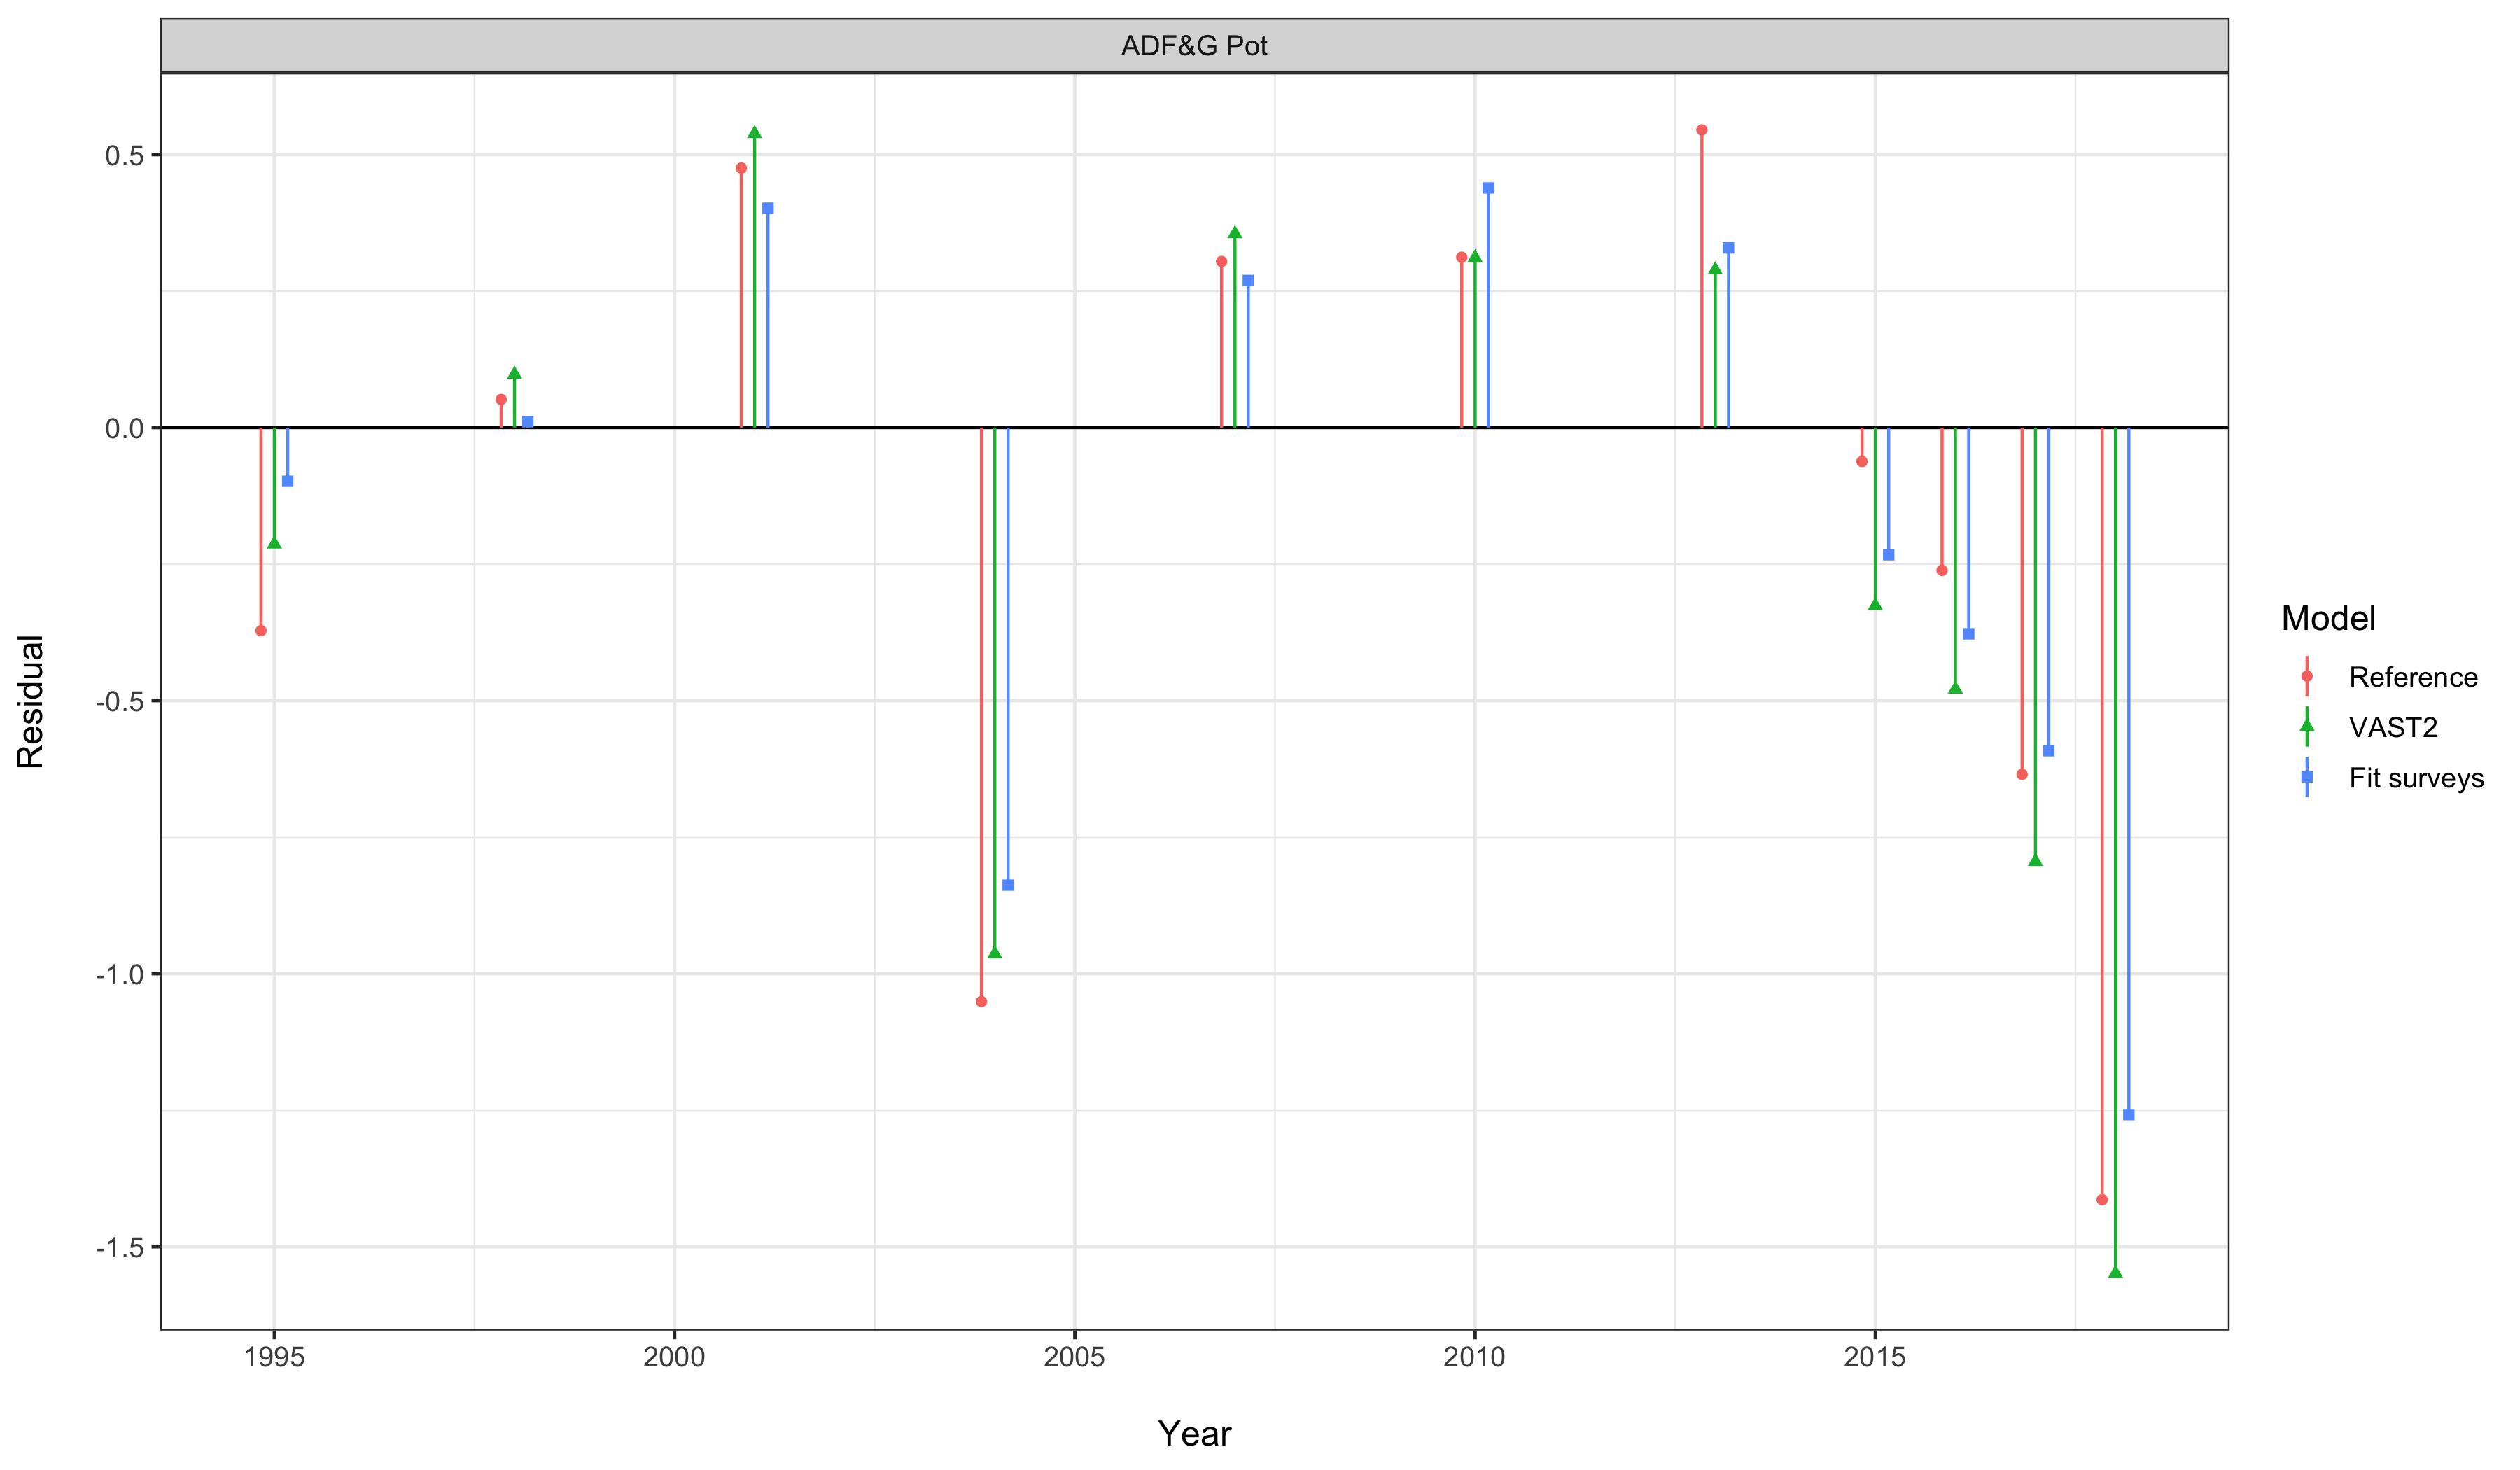 ADF&G Pot
0.5
0.0
-0.5
-1.0
-1.5
Residual
1995 2000 2005 2010 2015
Year
Model
Reference
VAST2
Fit surveys